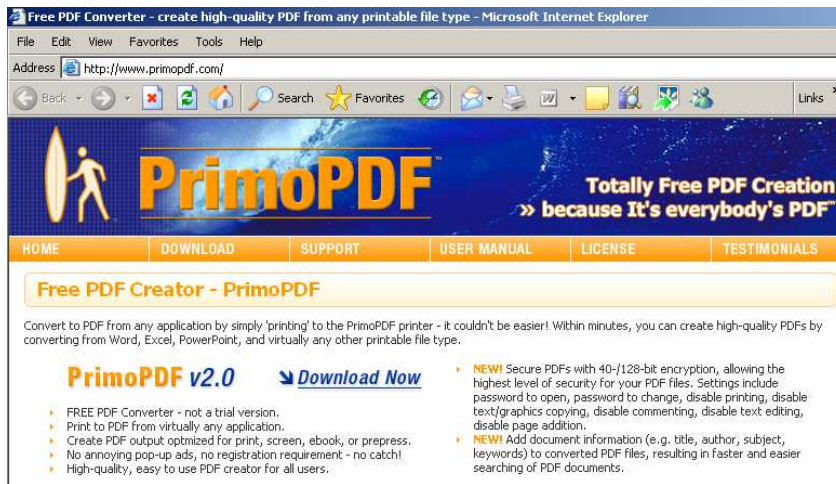 Free PDF Converter - create high-quality PDF from any printable file type - Microsoft Internet Explorer
File Edit View Favorites Tools Help
Address http://www.primopdf.com/
Back Search Favorites Links
PrimoPDF™
Totally Free PDF Creation
» because It's everybody's PDF™
HOME DOWNLOAD SUPPORT USER MANUAL LICENSE TESTIMONIALS
Free PDF Creator - PrimoPDF
Convert to PDF from any application by simply 'printing' to the PrimoPDF printer - it couldn't be easier! Within minutes, you can create high-quality PDFs by
converting from Word, Excel, PowerPoint, and virtually any other printable file type.
PrimoPDF v2.0 Download Now
FREE PDF Converter - not a trial version.
Print to PDF from virtually any application.
Create PDF output optmized for print, screen, ebook, or prepress.
No annoying pop-up ads, no registration requirement - no catch!
High-quality, easy to use PDF creator for all users.
NEW! Secure PDFs with 40-/128-bit encryption, allowing the
highest level of security for your PDF files. Settings include
password to open, password to change, disable printing, disable
text/graphics copying, disable commenting, disable text editing,
disable page addition.
NEW! Add document information (e.g. title, author, subject,
keywords) to converted PDF files, resulting in faster and easier
searching of PDF documents.